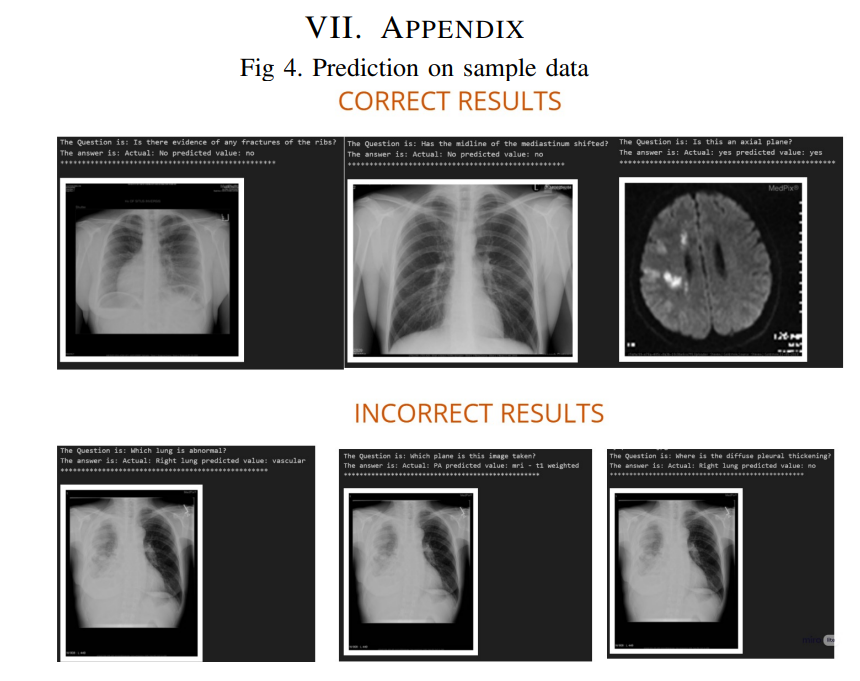 VII. APPENDIX
Fig 4. Prediction on sample data
CORRECT RESULTS
The Question is: Is there evidence of any fractures of the ribs?
The answer is: Actual: No predicted value: no
The Question is: Has the midline of the mediastinum shifted?
The answer is: Actual: No predicted value: no
L
The Question is: Is this an axial plane?
The answer is: Actual: yes predicted value: yes
MedPix®
INCORRECT RESULTS
The Question is: Which lung is abnormal?
The answer is: Actual: Right lung predicted value: vascular
The Question is: Which plane is this image taken?
The answer is: Actual: PA predicted value: mri - t1 weighted
The Question is: Where is the diffuse pleural thickening?
The answer is: Actual: Right lung predicted value: no